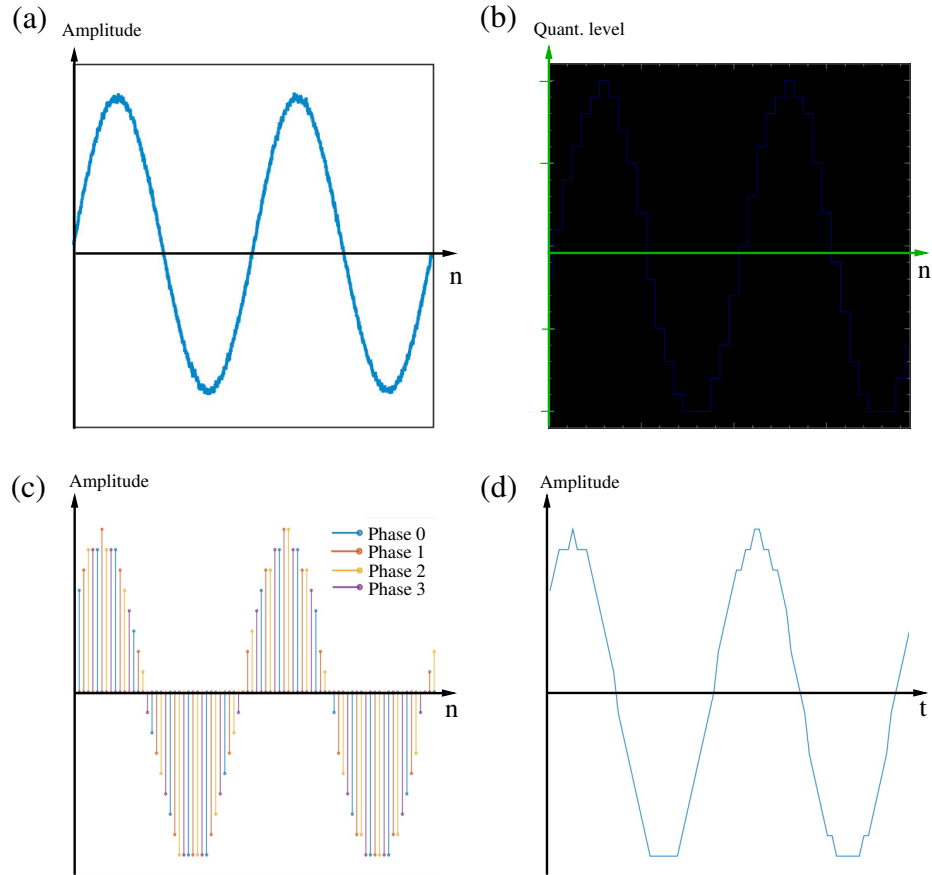 (a)
Amplitude
n
(b)
Quant. level
n
(c)
Amplitude
Phase 0
Phase 1
Phase 2
Phase 3
n
(d)
Amplitude
t